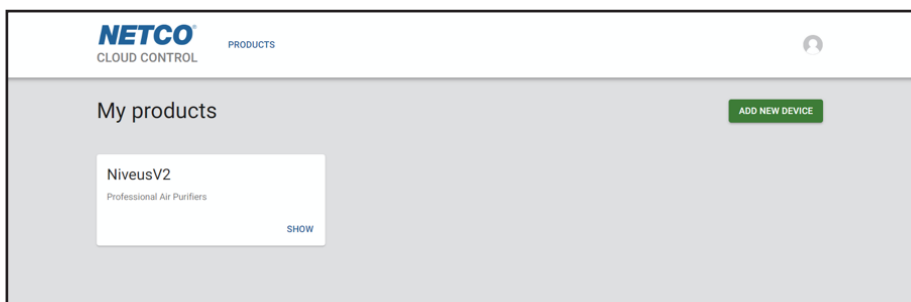 NETCO®
CLOUD CONTROL
PRODUCTS
My products
ADD NEW DEVICE
NiveusV2
Professional Air Purifiers
SHOW